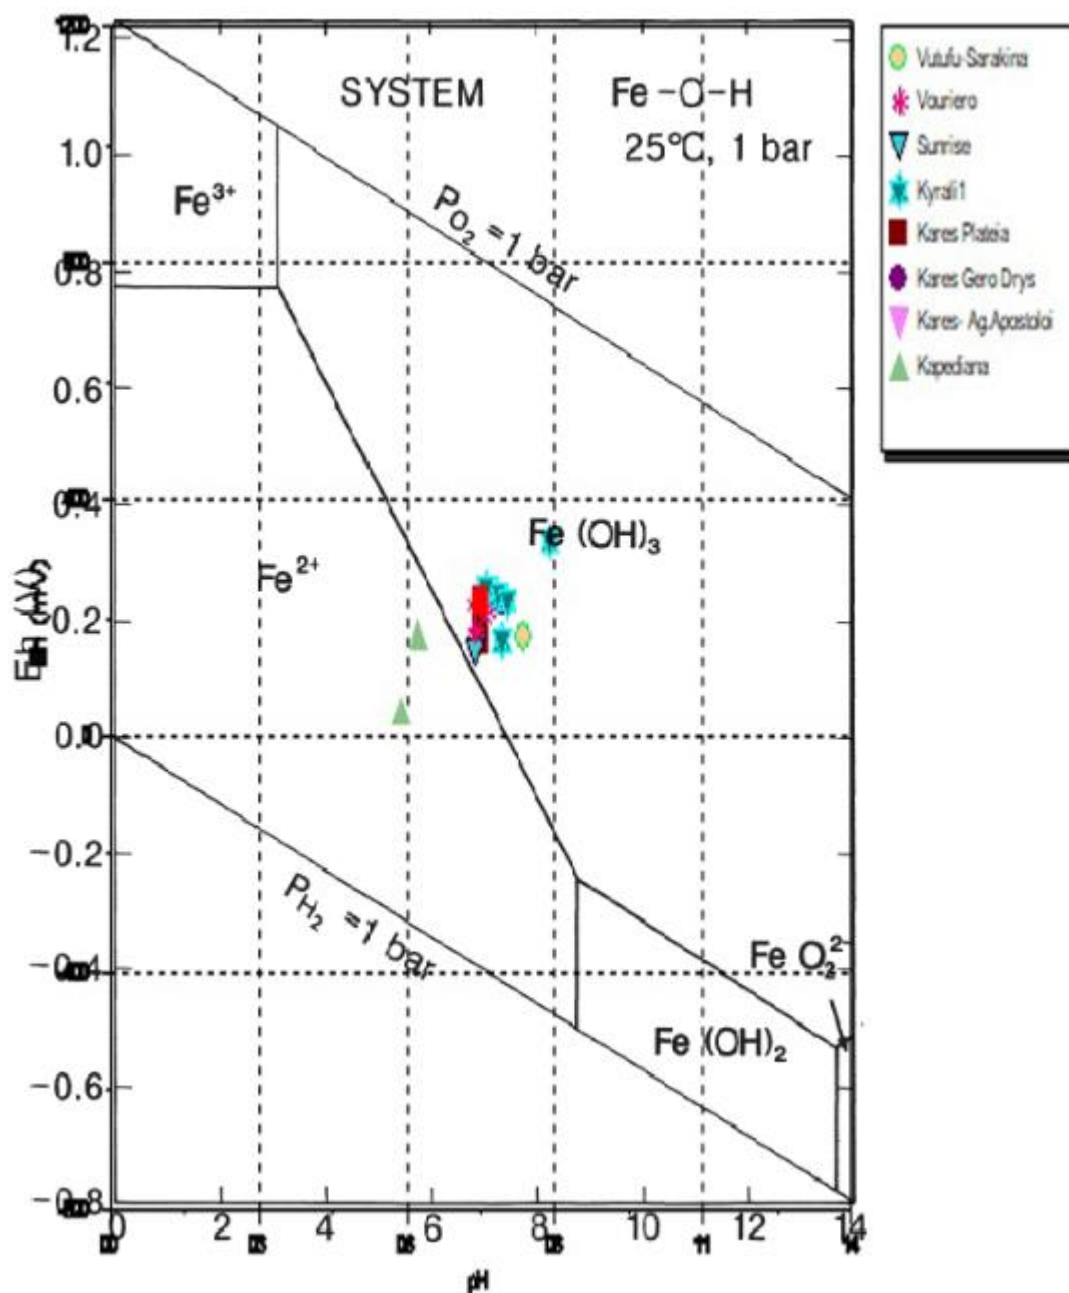 1.2
SYSTEM Fe-O-H
25°C, 1 bar
1.0
Fe³⁺
Po₂ = 1 bar
0.8
0.6
0.4
Fe (OH)₃
Fe²⁺
0.2
0.0
-0.2
P H₂ = 1 bar
-0.4
Fe O₂²⁻
Fe (OH)₂
-0.6
-0.8
0 2 4 6 8 10 12 14
pH
Vutufu-Sarakina
Vouriero
Sunrise
Kyrali1
Kares Plateia
Kares Gero Drys
Kares- Ag.Apostoloi
Kapediana